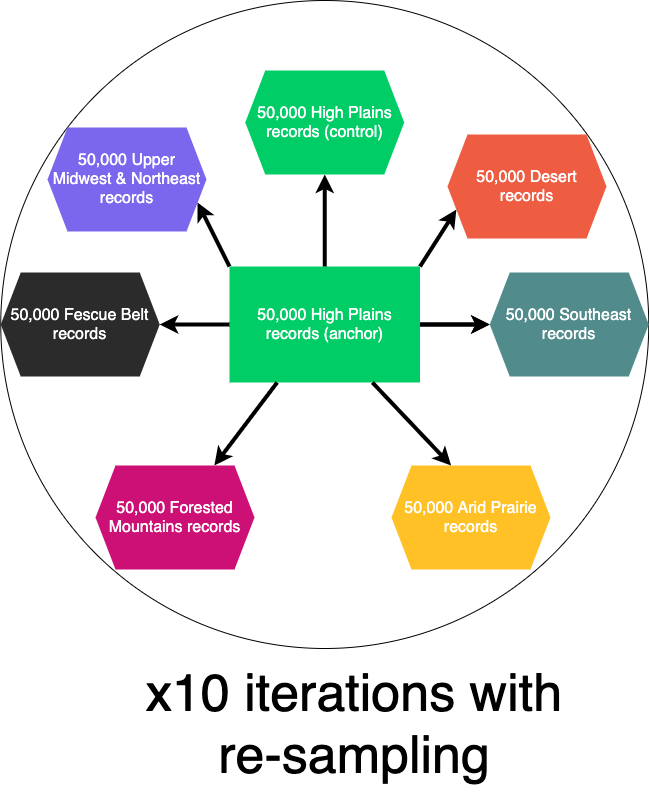 50,000 High Plains
records (control)
50,000 Upper
Midwest & Northeast
records
50,000 Desert
records
50,000 Fescue Belt
records
50,000 High Plains
records (anchor)
50,000 Southeast
records
50,000 Forested
Mountains records
50,000 Arid Prairie
records
x10 iterations with
re-sampling